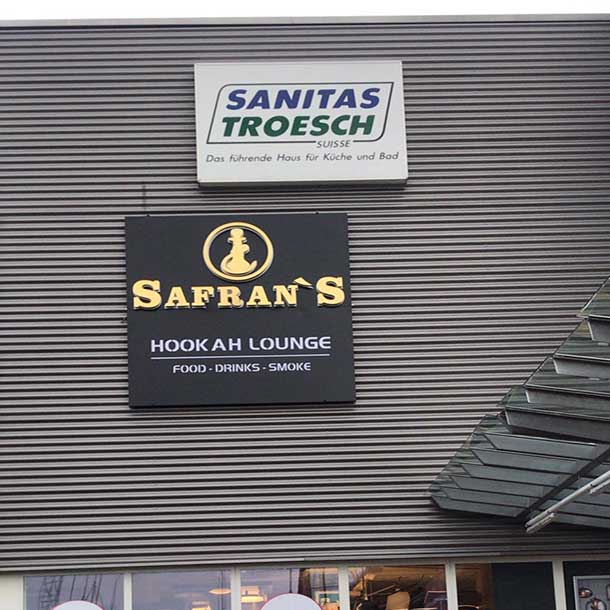 SANITAS
TROESCH
SUISSE
Das führende Haus für Küche und Bad
SAFRAN`S
HOOKAH LOUNGE
FOOD - DRINKS - SMOKE